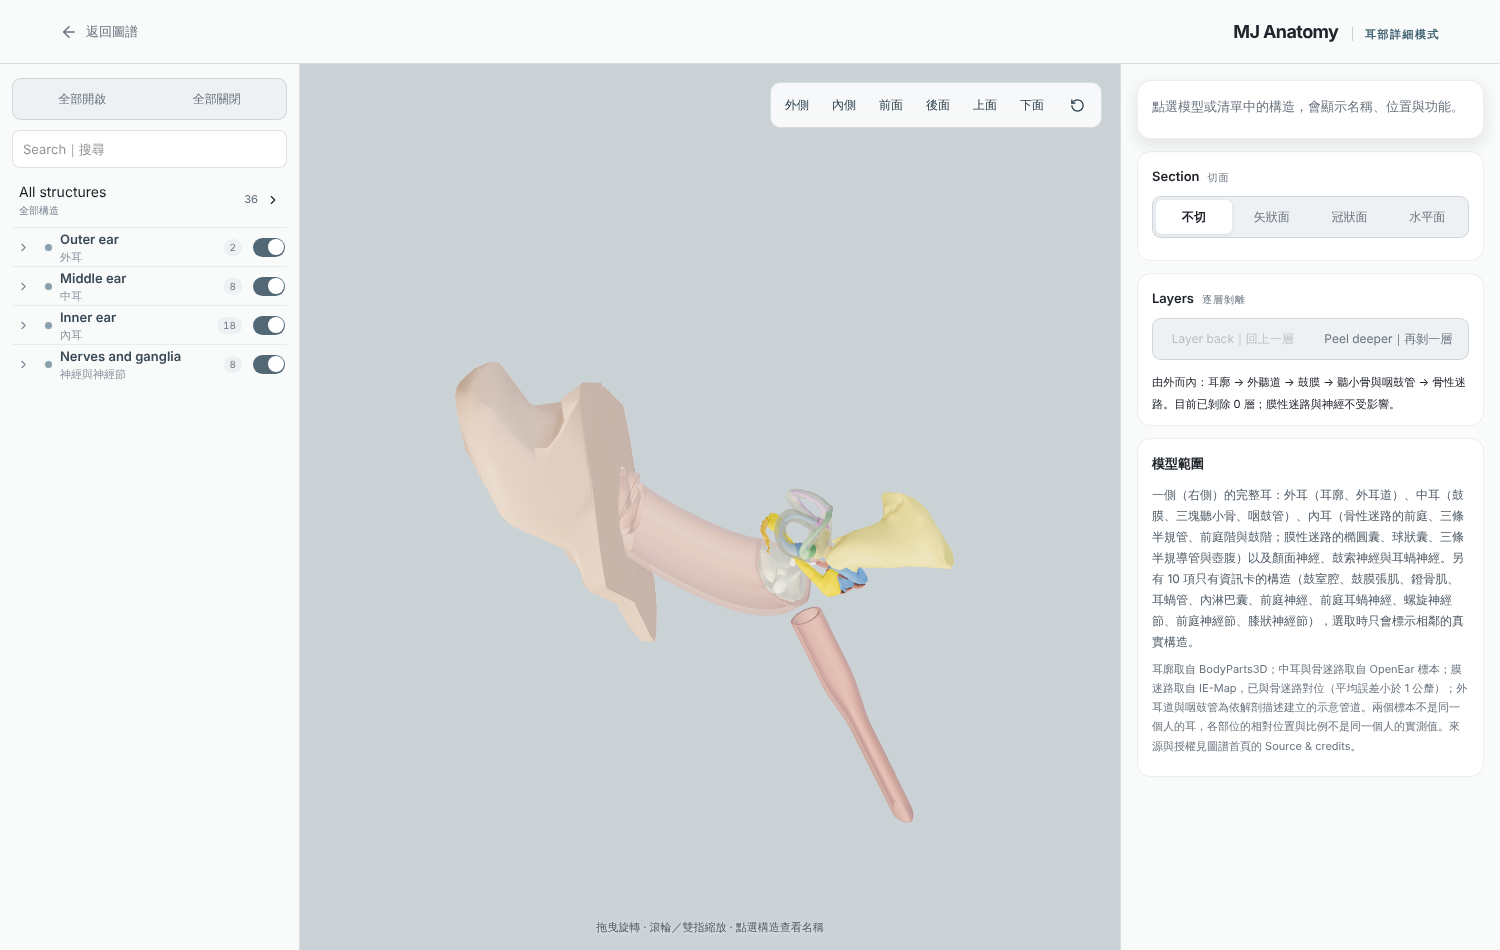 返回圖譜
MJ Anatomy
耳部詳細模式
全部開啟
全部關閉
Search｜搜尋
All structures
全部構造
36
Outer ear
外耳
2
Middle ear
中耳
8
Inner ear
內耳
18
Nerves and ganglia
神經與神經節
8
外側 內側 前面 後面 上面 下面
拖曳旋轉 · 滾輪／雙指縮放 · 點選構造查看名稱
點選模型或清單中的構造，會顯示名稱、位置與功能。
Section 切面
不切 矢狀面 冠狀面 水平面
Layers 逐層剝離
Layer back｜回上一層 Peel deeper｜再剝一層
由外而內：耳廓 → 外聽道 → 鼓膜 → 聽小骨與咽鼓管 → 骨性迷
路。目前已剝除 0 層；膜性迷路與神經不受影響。
模型範圍
一側（右側）的完整耳：外耳（耳廓、外耳道）、中耳（鼓
膜、三塊聽小骨、咽鼓管）、內耳（骨性迷路的前庭、三條
半規管、前庭階與鼓階；膜性迷路的橢圓囊、球狀囊、三條
半規導管與壺腹）以及顏面神經、鼓索神經與耳蝸神經。另
有 10 項只有資訊卡的構造（鼓室腔、鼓膜張肌、鐙骨肌、
耳蝸管、內淋巴囊、前庭神經、前庭耳蝸神經、螺旋神經
節、前庭神經節、膝狀神經節），選取時只會標示相鄰的真
實構造。
耳廓取自 BodyParts3D；中耳與骨迷路取自 OpenEar 標本；膜
迷路取自 IE-Map，已與骨迷路對位（平均誤差小於 1 公釐）；外
耳道與咽鼓管為依解剖描述建立的示意管道。兩個標本不是同一
個人的耳，各部位的相對位置與比例不是同一個人的實測值。來
源與授權見圖譜首頁的 Source & credits。